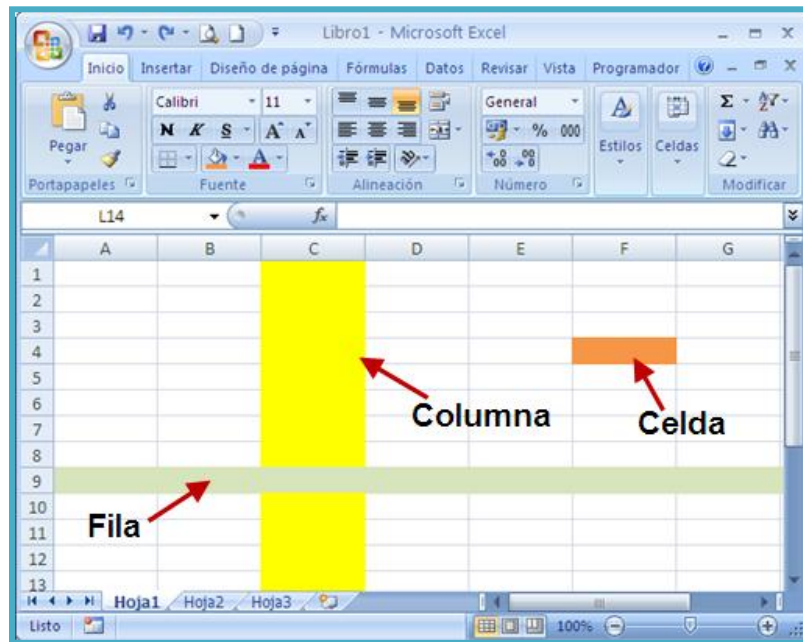 Libro1 - Microsoft Excel
Inicio Insertar Diseño de página Fórmulas Datos Revisar Vista Programador
Calibri 11 General
N K S A A % 000
Pegar Estilos Celdas
Portapapeles Fuente Alineación Número Modificar
L14 fx
A B C D E F G
1
2
3
4
5
Columna Celda
6
7
8
9
Fila
10
11
12
13
Hoja1 Hoja2 Hoja3
Listo 100%